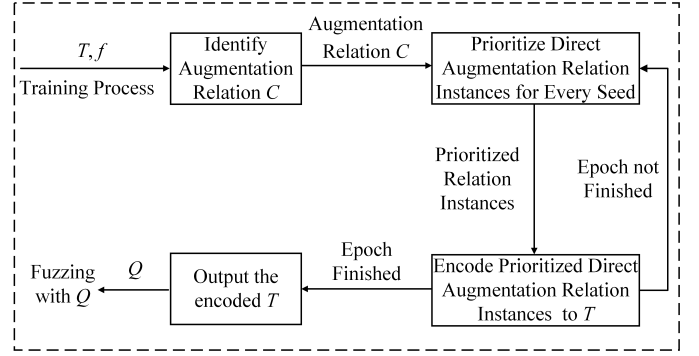 T, f
Training Process
Identify
Augmentation
Relation C
Augmentation
Relation C
Prioritize Direct
Augmentation Relation
Instances for Every Seed
Prioritized
Relation
Instances
Epoch not
Finished
Encode Prioritized Direct
Augmentation Relation
Instances to T
Epoch
Finished
Output the
encoded T
Q
Fuzzing
with Q